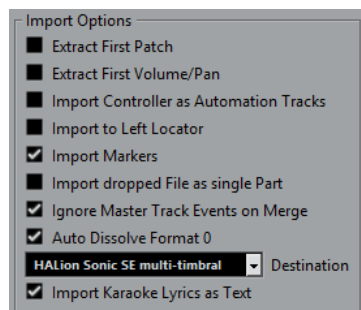 Import Options
Extract First Patch
Extract First Volume/Pan
Import Controller as Automation Tracks
Import to Left Locator
Import Markers
Import dropped File as single Part
Ignore Master Track Events on Merge
Auto Dissolve Format 0
HALion Sonic SE multi-timbral Destination
Import Karaoke Lyrics as Text